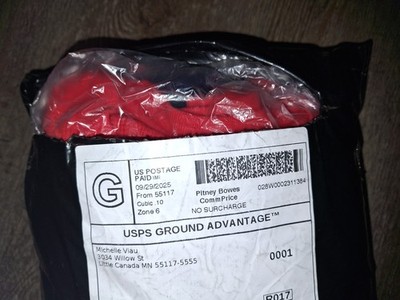 G
US POSTAGE
PAID IMI
09/29/2025
From 55117
Cubic .10
Zone 6
Pitney Bowes
CommPrice
NO SURCHARGE
026W0002311384
USPS GROUND ADVANTAGE™
Michelle Viau
3034 Willow St
Little Canada MN 55117-5555
0001
R017